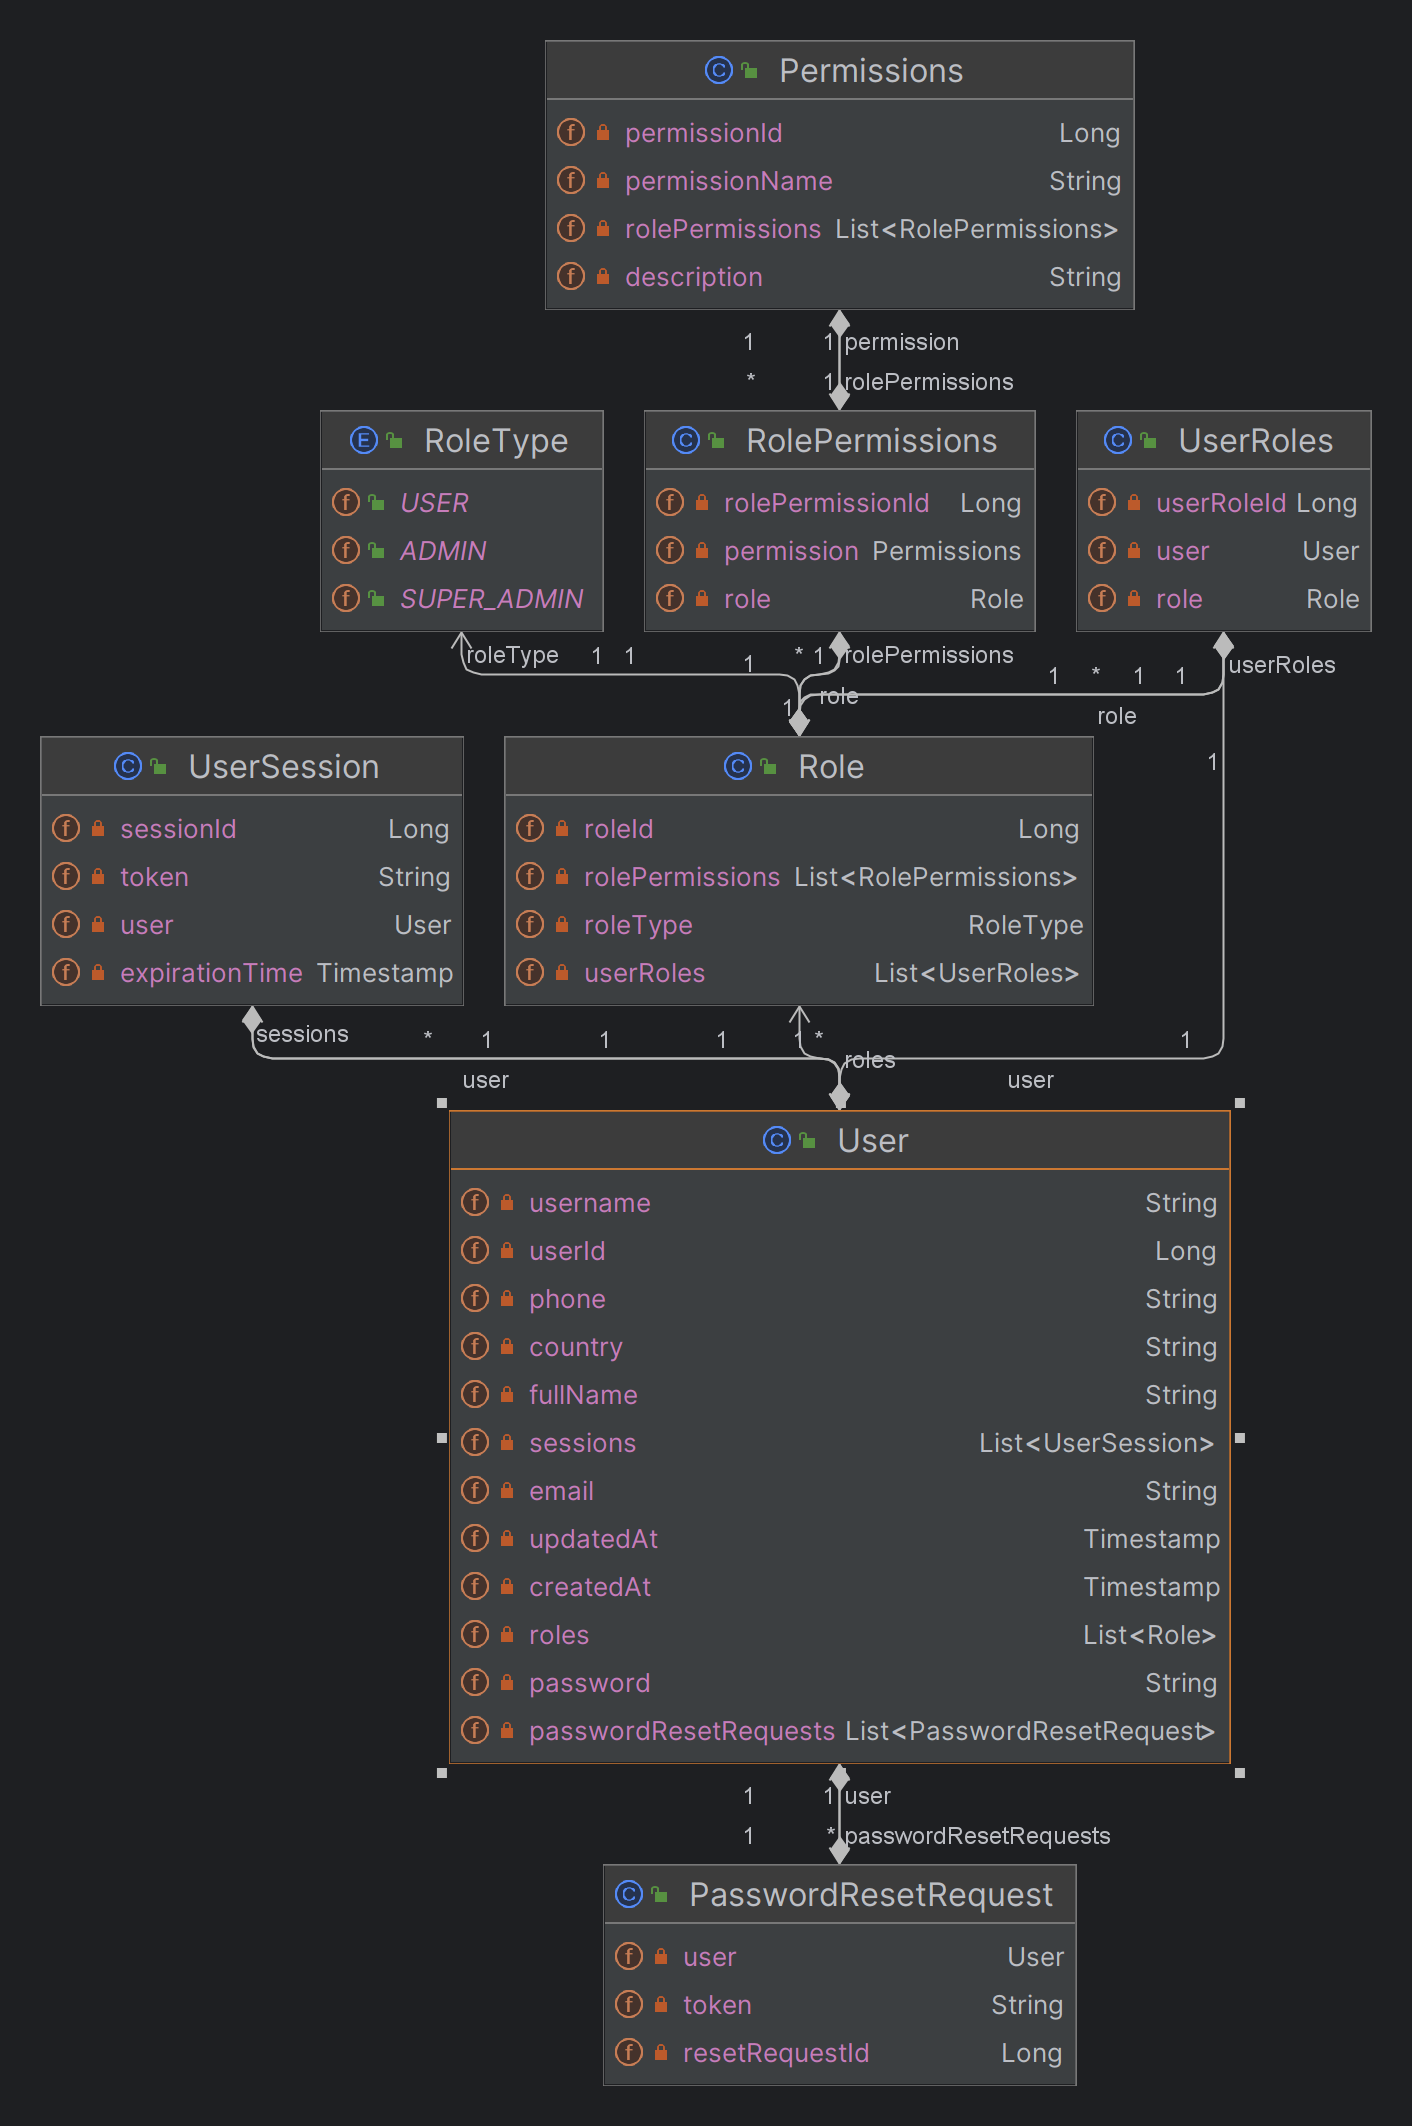 Permissions
permissionId Long
permissionName String
rolePermissions List<RolePermissions>
description String
1 1 permission
* 1 rolePermissions
RoleType
USER
ADMIN
SUPER_ADMIN
RolePermissions
rolePermissionId Long
permission Permissions
role Role
UserRoles
userRoleId Long
user User
role Role
roleType 1 1 1 * 1 rolePermissions
1 * 1 1 userRoles
1 role
role
1
UserSession
sessionId Long
token String
user User
expirationTime Timestamp
Role
roleId Long
rolePermissions List<RolePermissions>
roleType RoleType
userRoles List<UserRoles>
sessions * 1 1 1 1 * 1
roles
user user
User
username String
userId Long
phone String
country String
fullName String
sessions List<UserSession>
email String
updatedAt Timestamp
createdAt Timestamp
roles List<Role>
password String
passwordResetRequests List<PasswordResetRequest>
1 1 user
1 * passwordResetRequests
PasswordResetRequest
user User
token String
resetRequestId Long